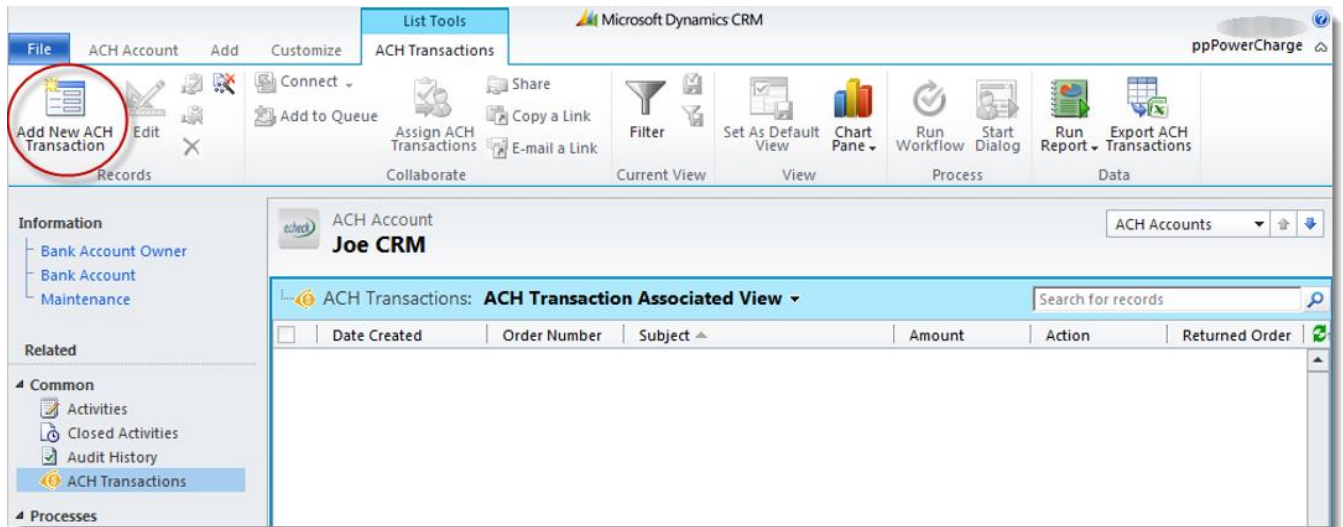 List Tools
Microsoft Dynamics CRM
File ACH Account Add Customize ACH Transactions
ppPowerCharge
Add New ACH Transaction
Edit
Records
Connect
Add to Queue
Assign ACH Transactions
Share
Copy a Link
E-mail a Link
Collaborate
Filter
Current View
Set As Default View
Chart Pane
View
Run Workflow
Start Dialog
Process
Run Report
Export ACH Transactions
Data
Information
Bank Account Owner
Bank Account
Maintenance
Related
Common
Activities
Closed Activities
Audit History
ACH Transactions
Processes
echeck
ACH Account
Joe CRM
ACH Accounts
ACH Transactions: ACH Transaction Associated View
Search for records
Date Created Order Number Subject Amount Action Returned Order